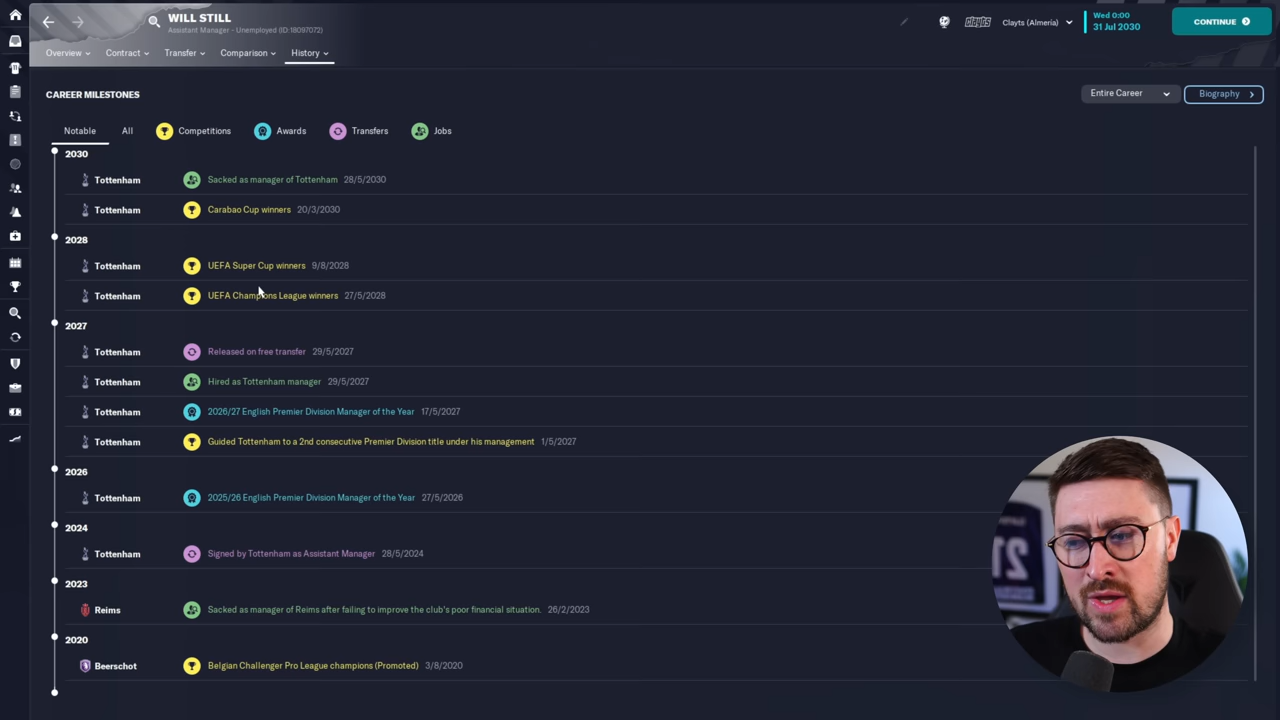 WILL STILL
Assistant Manager - Unemployed (ID:18097072)
Clayts (Almeria)
Wed 0:00
31 Jul 2030
CONTINUE
Overview
Contract
Transfer
Comparison
History
CAREER MILESTONES
Entire Career
Biography
Notable
All
Competitions
Awards
Transfers
Jobs
2030
Tottenham Sacked as manager of Tottenham 28/5/2030
Tottenham Carabao Cup winners 20/3/2030
2028
Tottenham UEFA Super Cup winners 9/8/2028
Tottenham UEFA Champions League winners 27/5/2028
2027
Tottenham Released on free transfer 29/5/2027
Tottenham Hired as Tottenham manager 29/5/2027
Tottenham 2026/27 English Premier Division Manager of the Year 17/5/2027
Tottenham Guided Tottenham to a 2nd consecutive Premier Division title under his management 1/5/2027
2026
Tottenham 2025/26 English Premier Division Manager of the Year 27/5/2026
2024
Tottenham Signed by Tottenham as Assistant Manager 28/5/2024
2023
Reims Sacked as manager of Reims after failing to improve the club's poor financial situation. 26/2/2023
2020
Beerschot Belgian Challenger Pro League champions (Promoted) 3/8/2020